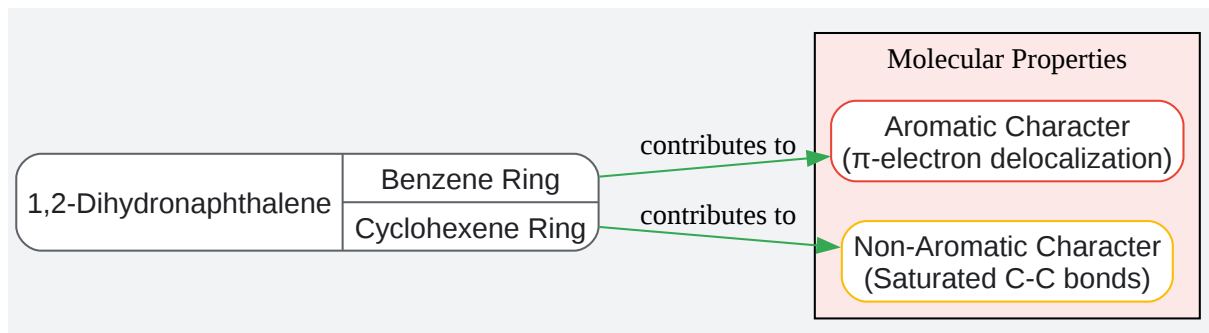 Molecular Properties
Aromatic Character
(π-electron delocalization)
contributes to
Benzene Ring
1,2-Dihydronaphthalene
Cyclohexene Ring
contributes to
Non-Aromatic Character
(Saturated C-C bonds)